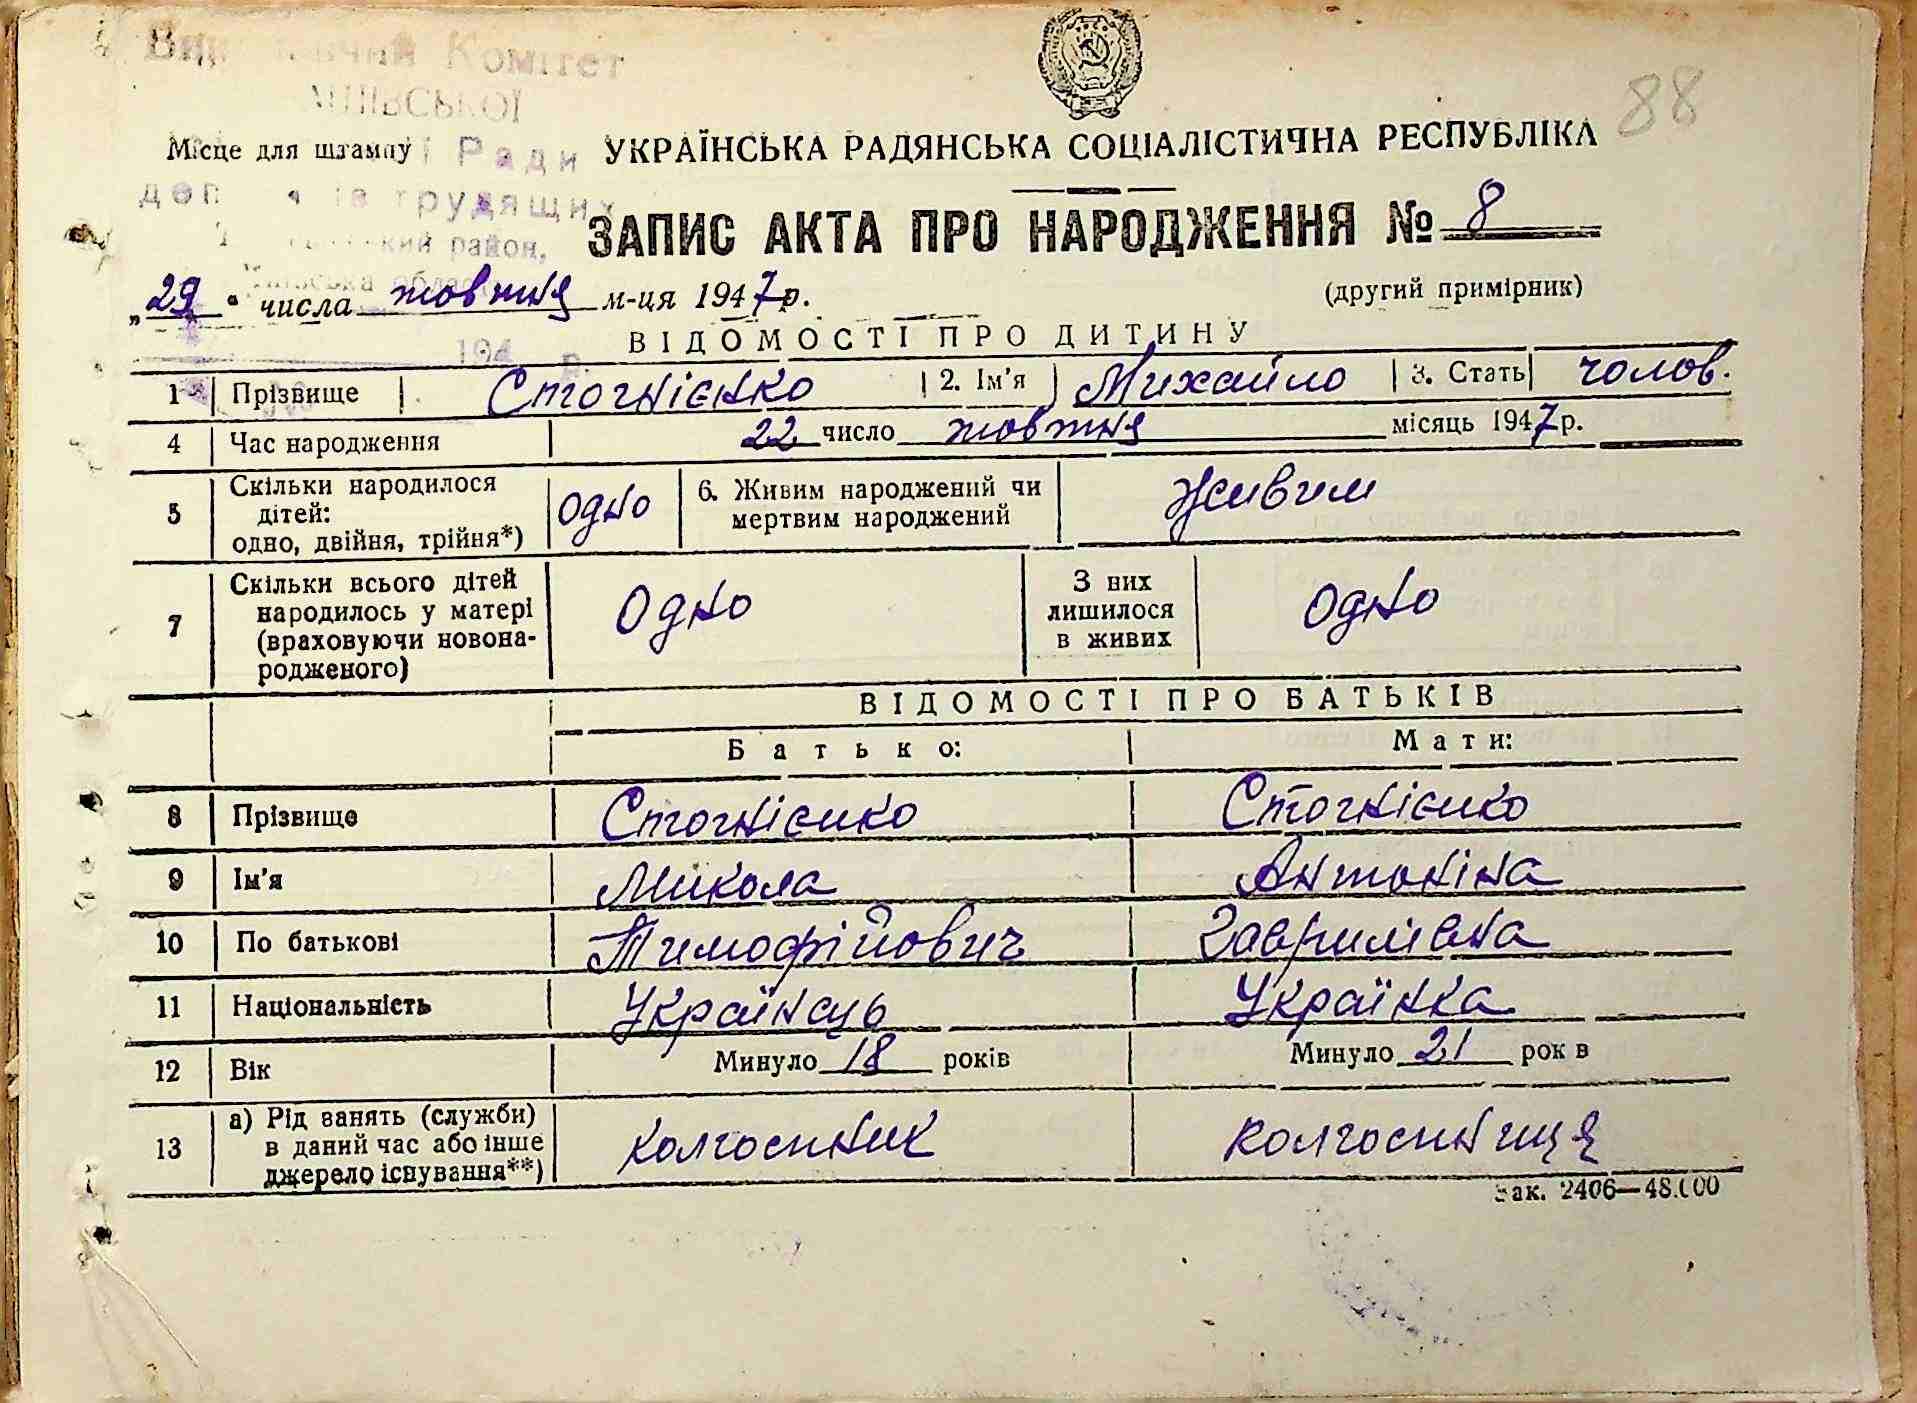 Комітет
88
Місце для штампу Ради УКРАЇНСЬКА РАДЯНСЬКА СОЦІАЛІСТИЧНА РЕСПУБЛІКА
трудящих
ЗАПИС АКТА ПРО НАРОДЖЕННЯ № 8
район,
„29“ числа жовтня м-ця 1947 р. (другий примірник)
194 р.
ВІДОМОСТІ ПРО ДИТИНУ
1 Прізвище Стогнієнко 2. Ім'я Михайло 3. Стать чолов.
4 Час народження 22 число жовтня місяць 1947 р.
5 Скільки народилося дітей: одно, двійня, трійня*) одно 6. Живим народжений чи мертвим народжений Живим
7 Скільки всього дітей народилось у матері (враховуючи новонародженого) Одно З них лишилося в живих одно
ВІДОМОСТІ ПРО БАТЬКІВ
Батько: Мати:
8 Прізвище Стогнієнко Стогнієнко
9 Ім'я Микола Антоніна
10 По батькові Тимофійович Гаврилівна
11 Національність Українець Українка
12 Вік Минуло 18 років Минуло 21 рок в
13 а) Рід занять (служби) в даний час або інше джерело існування**) колгоспник колгоспниця
Зак. 2406—48.000